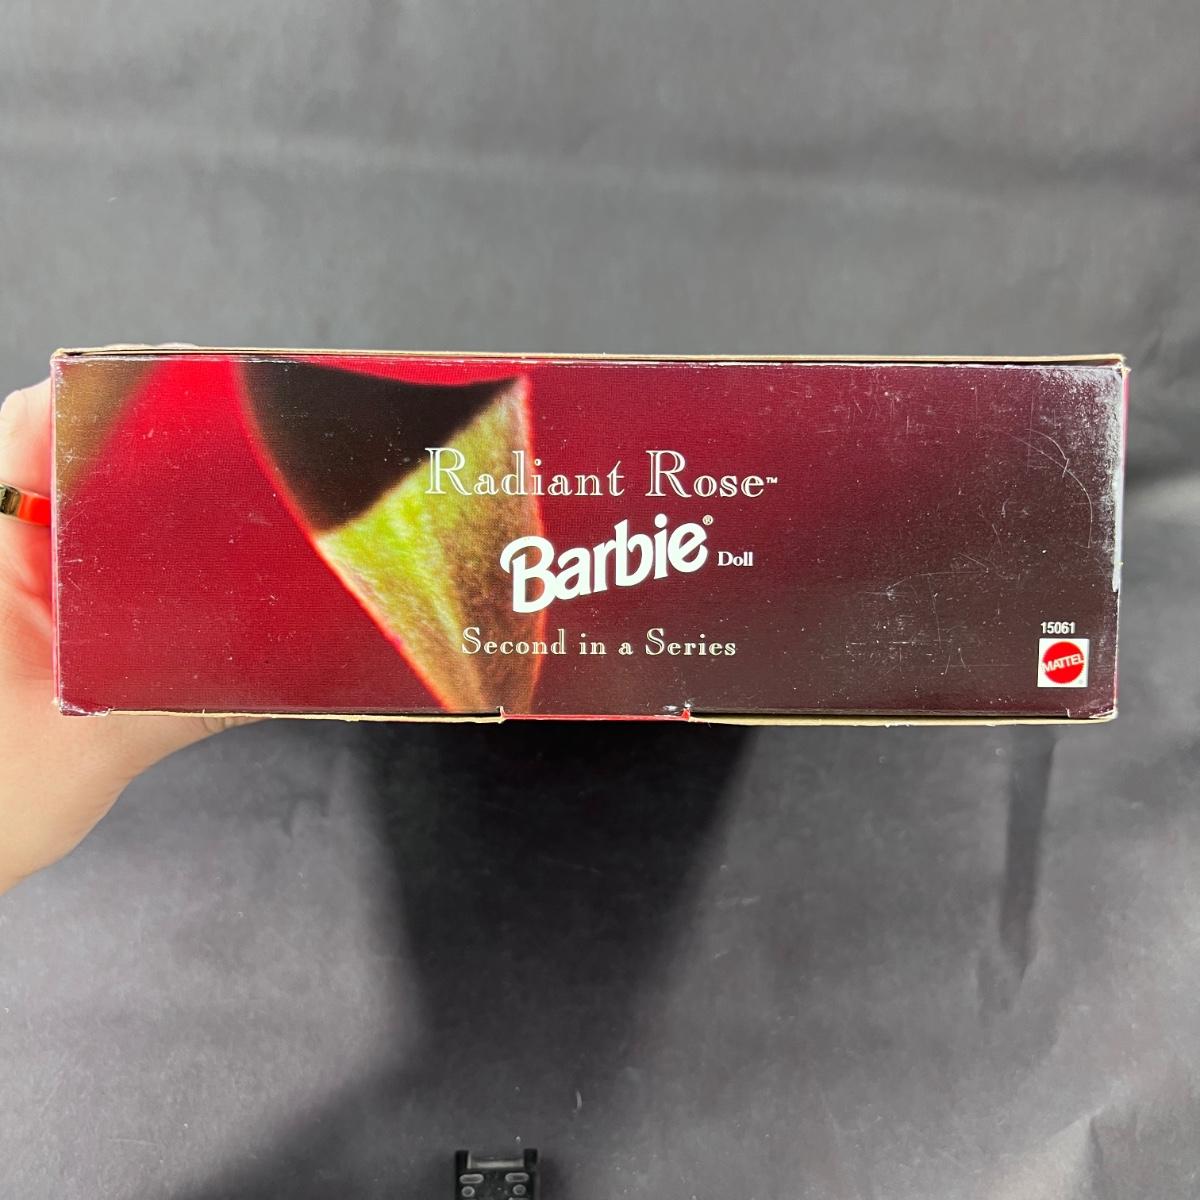 Radiant Rose™
Barbie® Doll
Second in a Series
15061
MATTEL